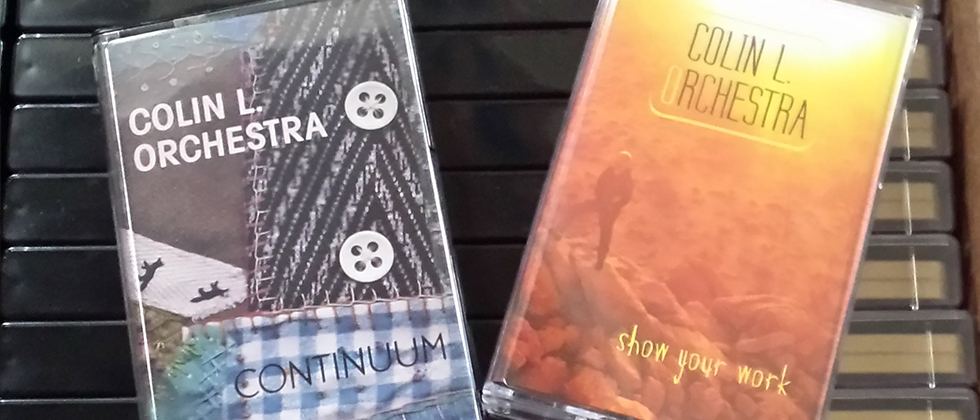 COLIN L.
ORCHESTRA
CONTINUUM
COLIN L.
ORCHESTRA
show your work